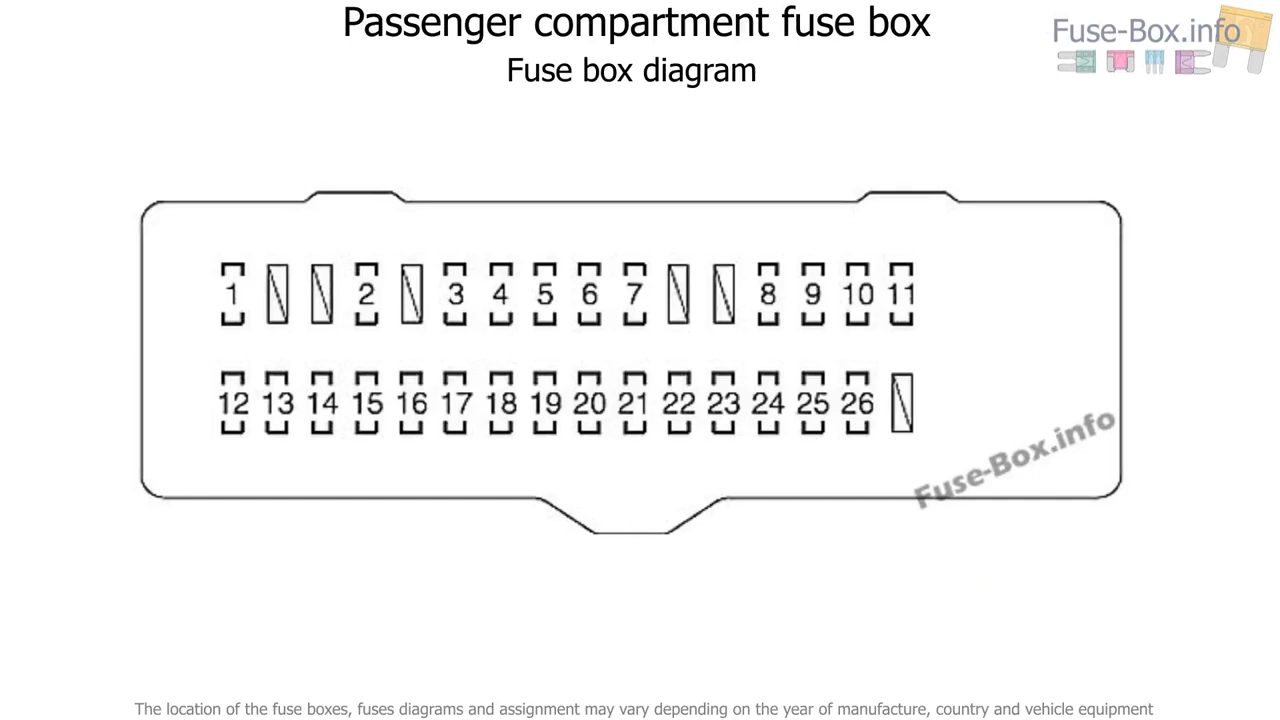 Passenger compartment fuse box
Fuse box diagram
Fuse-Box.info
1 2 3 4 5 6 7 8 9 10 11
12 13 14 15 16 17 18 19 20 21 22 23 24 25 26
Fuse-Box.info
The location of the fuse boxes, fuses diagrams and assignment may vary depending on the year of manufacture, country and vehicle equipment